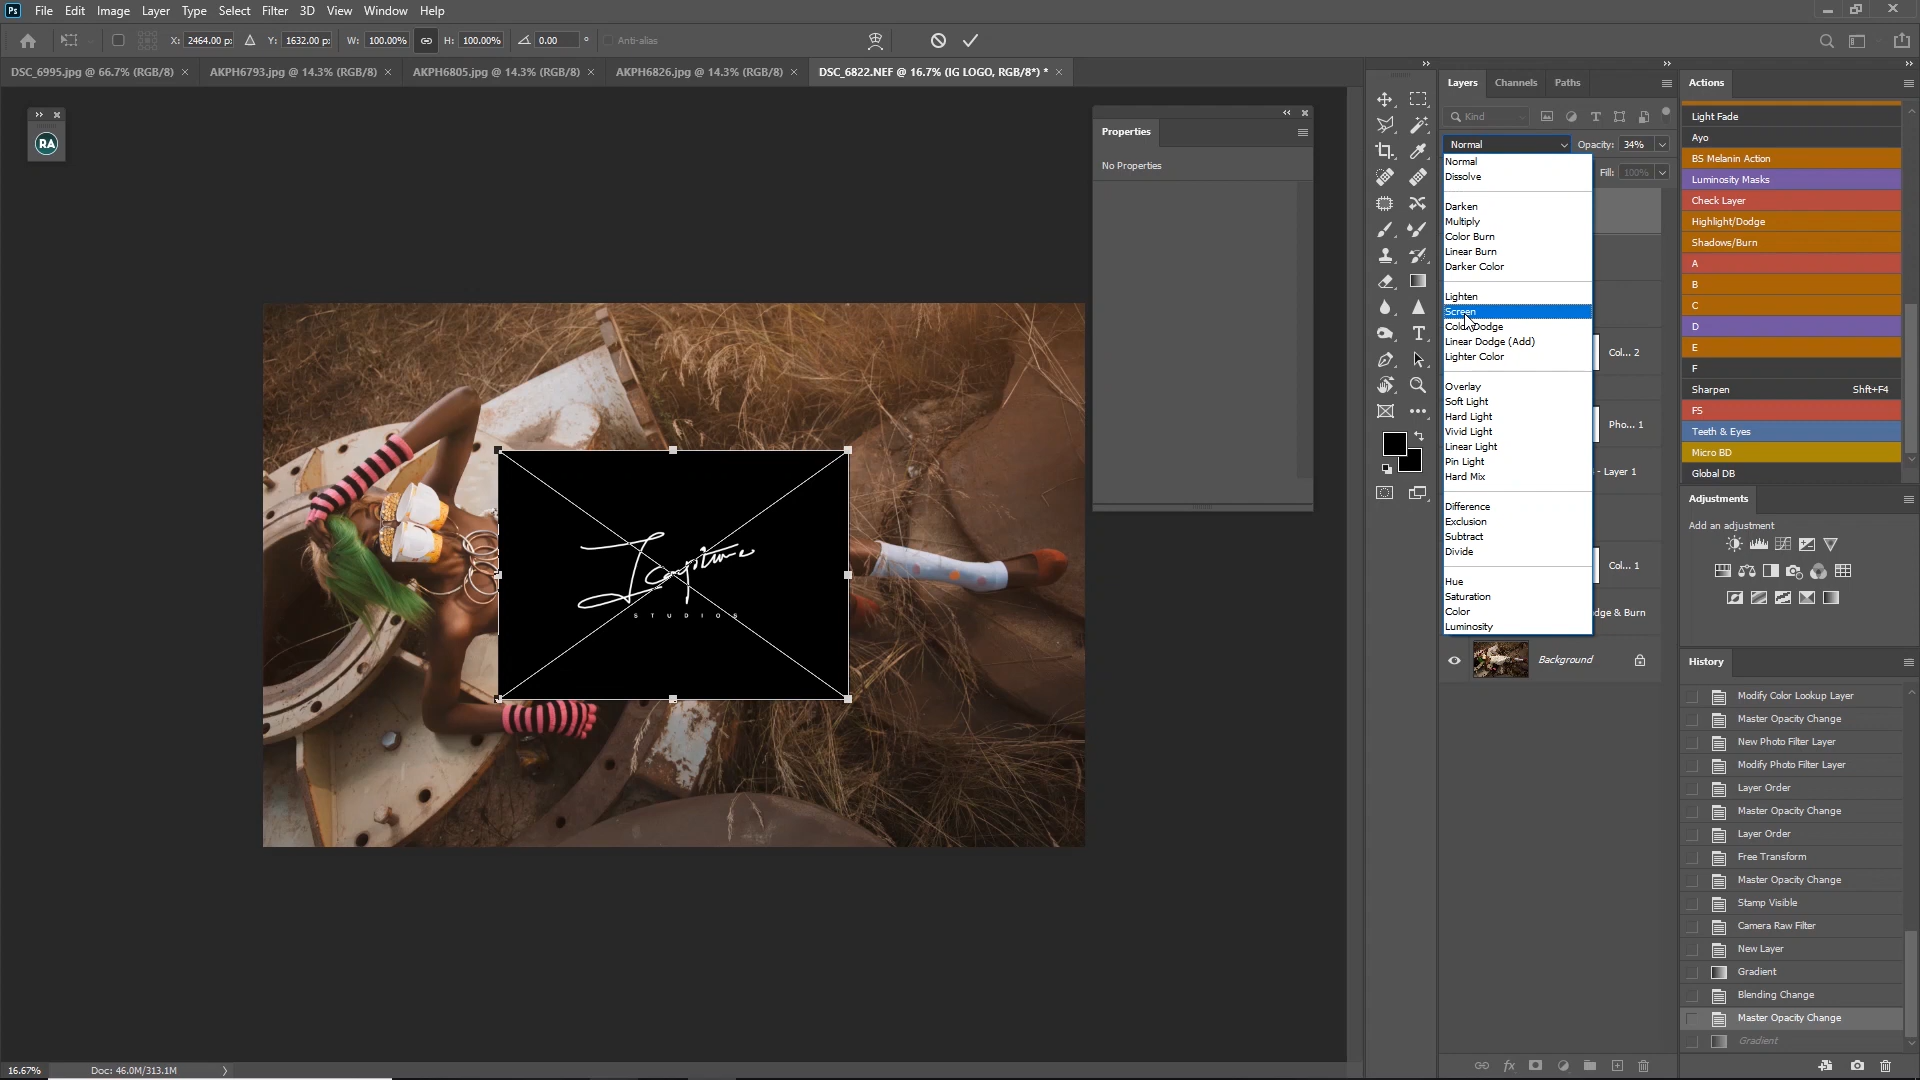 Ps File Edit Image Layer Type Select Filter 3D View Window Help
X: 2464.00 p: Y: 1632.00 p: W: 100.00% H: 100.00% 0.00 ° Anti-alias
DSC_6995.jpg @ 66.7% (RGB/8) × AKPH6793.jpg @ 14.3% (RGB/8) × AKPH6805.jpg @ 14.3% (RGB/8) × AKPH6826.jpg @ 14.3% (RGB/8) × DSC_6822.NEF @ 16.7% (IG LOGO, RGB/8*) * ×
RA
Properties
No Properties
STUDIOS
Layers Channels Paths
Kind
Normal Opacity: 34%
Fill: 100%
Normal
Dissolve
Darken
Multiply
Color Burn
Linear Burn
Darker Color
Lighten
Screen
Color Dodge
Linear Dodge (Add)
Lighter Color
Overlay
Soft Light
Hard Light
Vivid Light
Linear Light
Pin Light
Hard Mix
Difference
Exclusion
Subtract
Divide
Hue
Saturation
Color
Luminosity
Col... 2
Pho... 1
- Layer 1
Col... 1
dge & Burn
Background
Actions
Light Fade
Ayo
BS Melanin Action
Luminosity Masks
Check Layer
Highlight/Dodge
Shadows/Burn
A
B
C
D
E
F
Sharpen Shft+F4
FS
Teeth & Eyes
Micro BD
Global DB
Adjustments
Add an adjustment
History
Modify Color Lookup Layer
Master Opacity Change
New Photo Filter Layer
Modify Photo Filter Layer
Layer Order
Master Opacity Change
Layer Order
Free Transform
Master Opacity Change
Stamp Visible
Camera Raw Filter
New Layer
Gradient
Blending Change
Master Opacity Change
Gradient
16.67% Doc: 46.0M/313.1M
fx